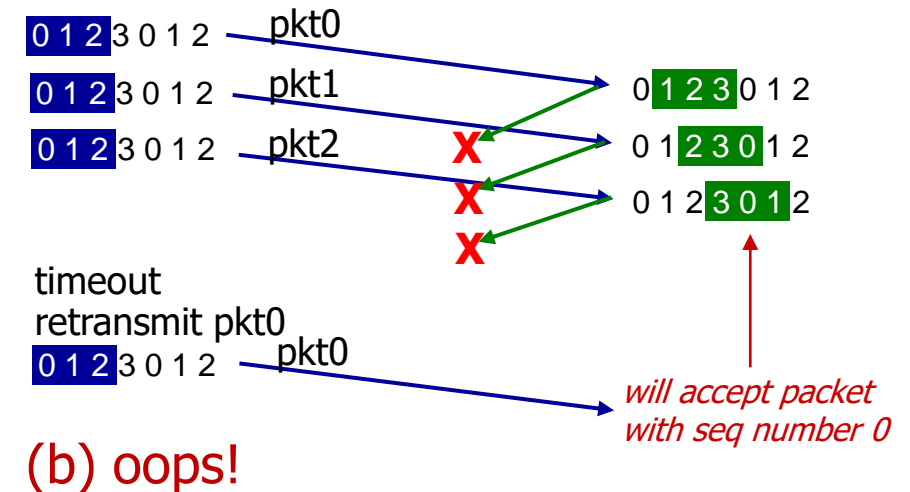 0 1 2 3 0 1 2
pkt0
0 1 2 3 0 1 2
0 1 2 3 0 1 2
pkt1
X
0 1 2 3 0 1 2
0 1 2 3 0 1 2
pkt2
X
0 1 2 3 0 1 2
X
timeout
retransmit pkt0
0 1 2 3 0 1 2
pkt0
will accept packet
with seq number 0
(b) oops!